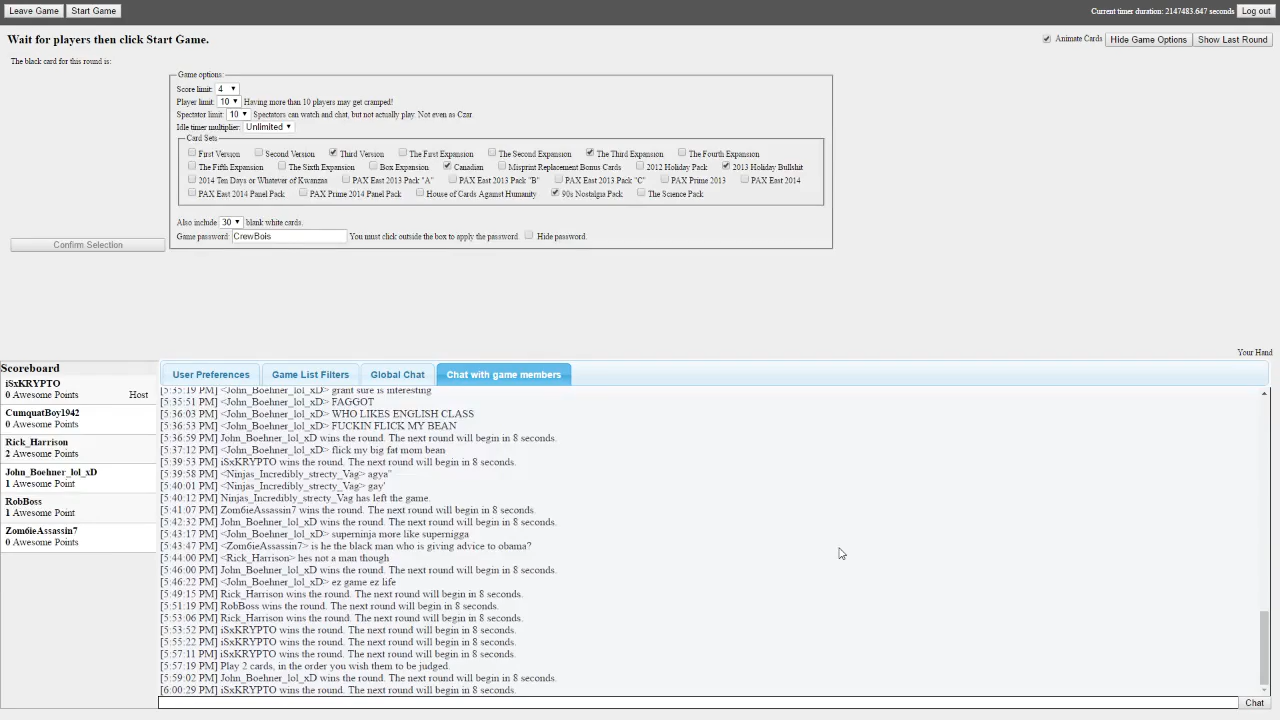 Leave Game Start Game Current timer duration: 2147483.647 seconds Log out
Wait for players then click Start Game. Animate Cards Hide Game Options Show Last Round
The black card for this round is:
Game options:
Score limit: 4
Player limit: 10 Having more than 10 players may get cramped!
Spectator limit: 10 Spectators can watch and chat, but not actually play. Not even as Czar.
Idle timer multiplier: Unlimited
Card Sets
First Version Second Version Third Version The First Expansion The Second Expansion The Third Expansion The Fourth Expansion
The Fifth Expansion The Sixth Expansion Box Expansion Canadian Misprint Replacement Bonus Cards 2012 Holiday Pack 2013 Holiday Bullshit
2014 Ten Days or Whatever of Kwanzaa PAX East 2013 Pack "A" PAX East 2013 Pack "B" PAX East 2013 Pack "C" PAX Prime 2013 PAX East 2014
PAX East 2014 Panel Pack PAX Prime 2014 Panel Pack House of Cards Against Humanity 90s Nostalgia Pack The Science Pack
Also include 30 blank white cards.
Game password: CrewBois You must click outside the box to apply the password. Hide password.
Confirm Selection
Your Hand
Scoreboard
iSxKRYPTO
0 Awesome Points Host
CumquatBoy1942
0 Awesome Points
Rick_Harrison
2 Awesome Points
John_Boehner_lol_xD
1 Awesome Point
RobBoss
1 Awesome Point
Zom6ieAssassin7
0 Awesome Points
User Preferences Game List Filters Global Chat Chat with game members
[5:35:19 PM] <John_Boehner_lol_xD> grant sure is interesting
[5:35:51 PM] <John_Boehner_lol_xD> FAGGOT
[5:36:03 PM] <John_Boehner_lol_xD> WHO LIKES ENGLISH CLASS
[5:36:53 PM] <John_Boehner_lol_xD> FUCKIN FLICK MY BEAN
[5:36:59 PM] John_Boehner_lol_xD wins the round. The next round will begin in 8 seconds.
[5:37:12 PM] <John_Boehner_lol_xD> flick my big fat mom bean
[5:39:53 PM] iSxKRYPTO wins the round. The next round will begin in 8 seconds.
[5:39:58 PM] <Ninjas_Incredibly_strecty_Vag> agya"
[5:40:01 PM] <Ninjas_Incredibly_strecty_Vag> gay'
[5:40:12 PM] Ninjas_Incredibly_strecty_Vag has left the game.
[5:41:07 PM] Zom6ieAssassin7 wins the round. The next round will begin in 8 seconds.
[5:42:32 PM] John_Boehner_lol_xD wins the round. The next round will begin in 8 seconds.
[5:43:17 PM] <John_Boehner_lol_xD> superninja more like supernigga
[5:43:47 PM] <Zom6ieAssassin7> is he the black man who is giving advice to obama?
[5:44:00 PM] <Rick_Harrison> hes not a man though
[5:46:00 PM] John_Boehner_lol_xD wins the round. The next round will begin in 8 seconds.
[5:46:22 PM] <John_Boehner_lol_xD> ez game ez life
[5:49:15 PM] Rick_Harrison wins the round. The next round will begin in 8 seconds.
[5:51:19 PM] RobBoss wins the round. The next round will begin in 8 seconds.
[5:53:06 PM] Rick_Harrison wins the round. The next round will begin in 8 seconds.
[5:53:52 PM] iSxKRYPTO wins the round. The next round will begin in 8 seconds.
[5:55:22 PM] iSxKRYPTO wins the round. The next round will begin in 8 seconds.
[5:57:11 PM] iSxKRYPTO wins the round. The next round will begin in 8 seconds.
[5:57:19 PM] Play 2 cards, in the order you wish them to be judged.
[5:59:02 PM] John_Boehner_lol_xD wins the round. The next round will begin in 8 seconds.
[6:00:29 PM] iSxKRYPTO wins the round. The next round will begin in 8 seconds.
Chat